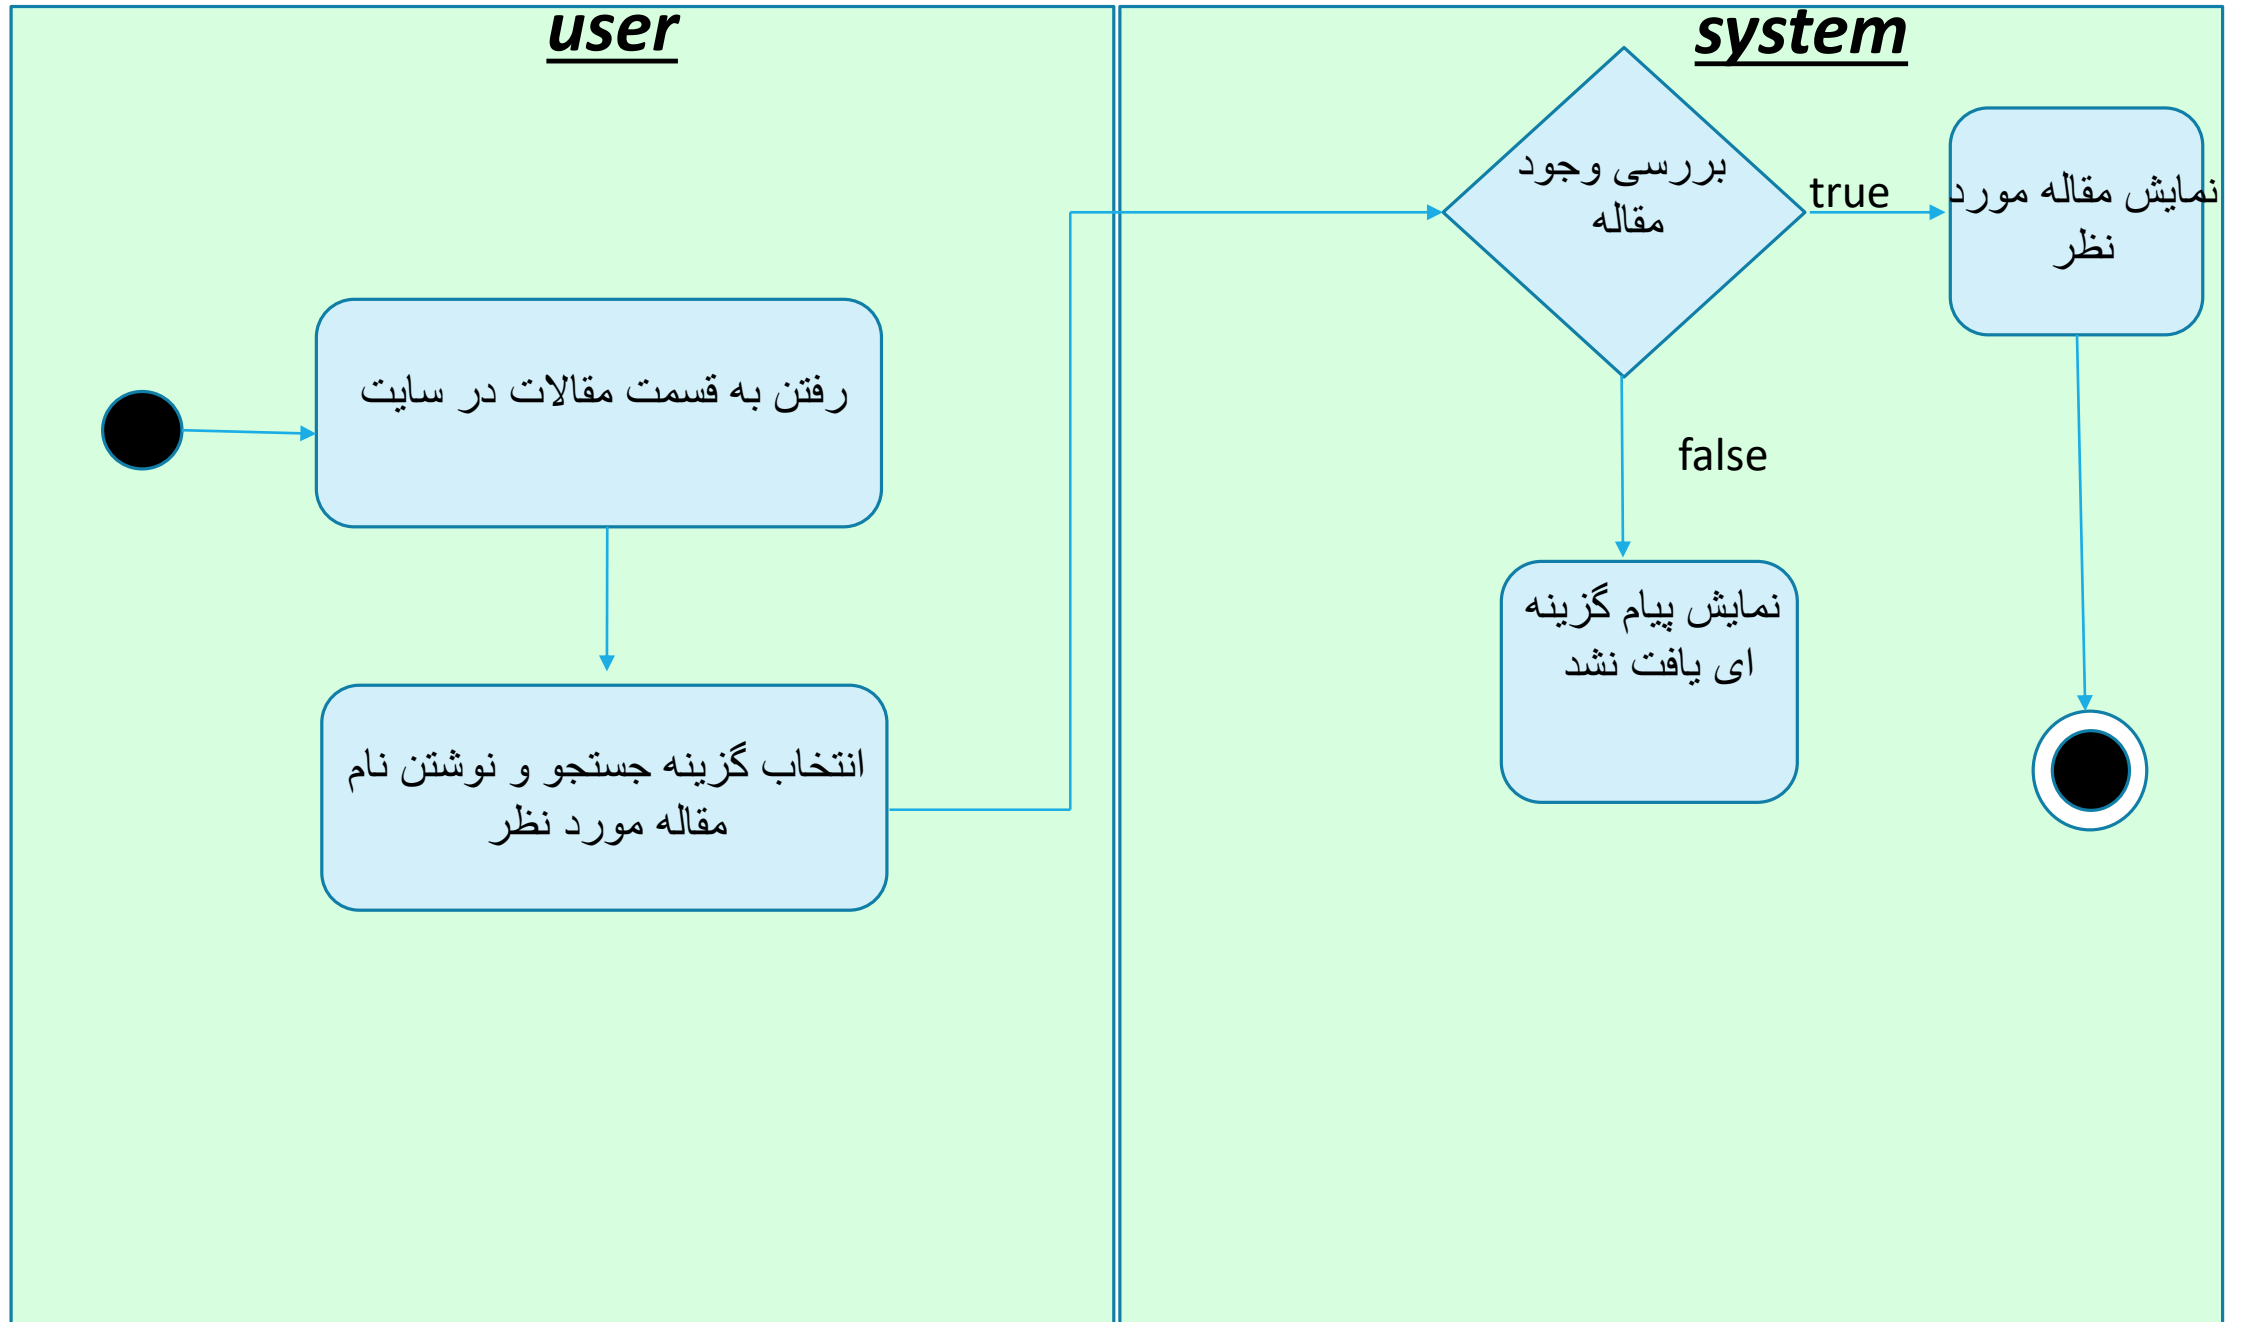 user
رفتن به قسمت مقالات در سایت
انتخاب گزینه جستجو و نوشتن نام
مقاله مورد نظر
system
بررسی وجود
مقاله
true
نمایش مقاله مورد
نظر
false
نمایش پیام گزینه
ای یافت نشد